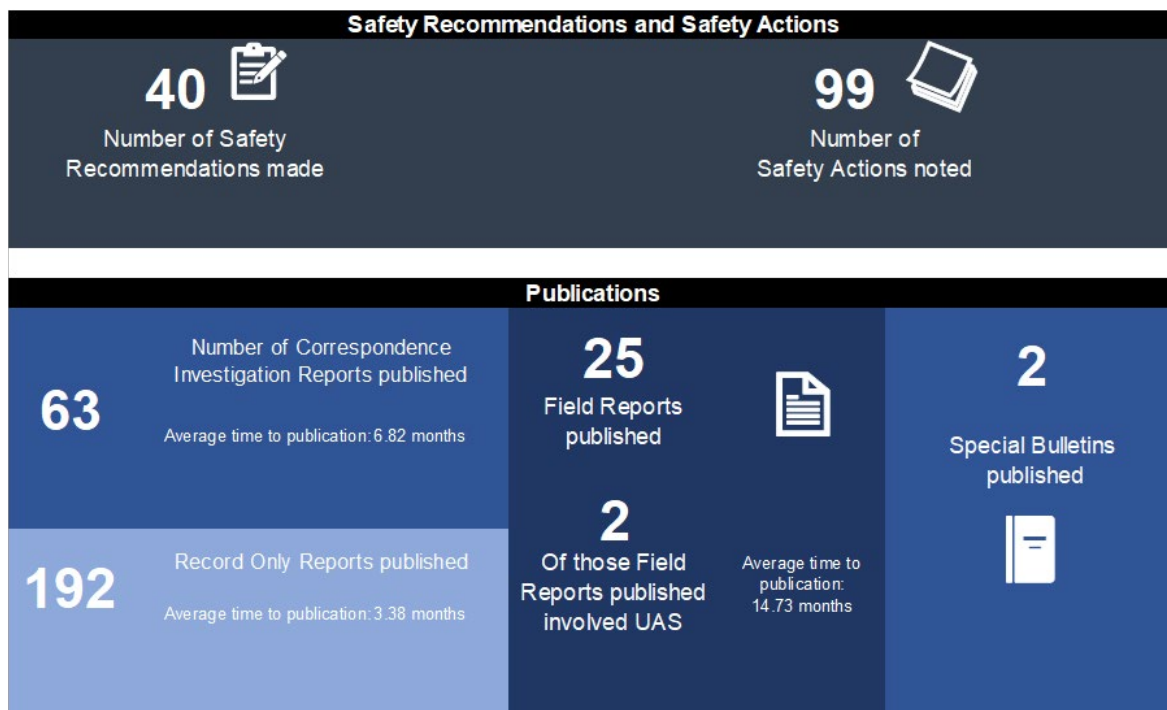 Safety Recommendations and Safety Actions
40
Number of Safety
Recommendations made
99
Number of
Safety Actions noted
Publications
63
Number of Correspondence
Investigation Reports published
Average time to publication: 6.82 months
192
Record Only Reports published
Average time to publication: 3.38 months
25
Field Reports
published
2
Of those Field
Reports published
involved UAS
Average time to
publication:
14.73 months
2
Special Bulletins
published